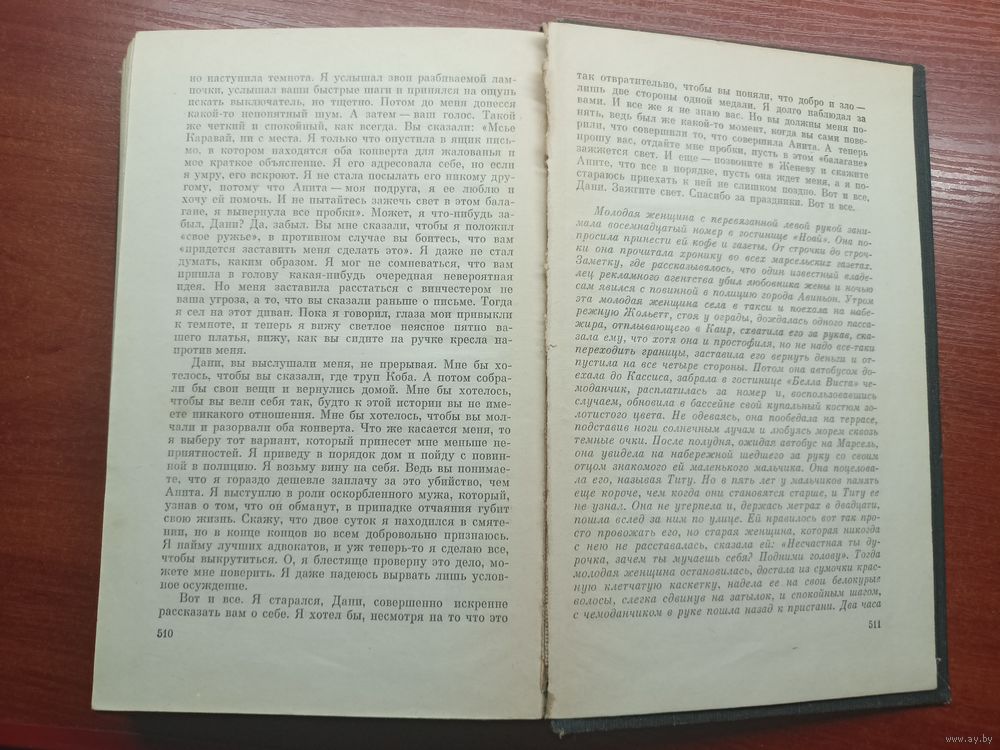 но наступила темнота. Я услышал звон разбиваемой лам-
почки, услышал ваши быстрые шаги и принялся на ощупь
искать выключатель, но тщетно. Потом до меня донесся
какой-то непонятный шум. А затем — ваш голос. Такой
же четкий и спокойный, как всегда. Вы сказали: «Мсье
Каравай, ни с места. Я только что опустила в ящик пись-
мо, в котором находятся оба конверта для жалованья и
мое краткое объяснение. Я его адресовала себе, но если
я умру, его вскроют. Я не стала посылать его никому дру-
гому, потому что Анита — моя подруга, я ее люблю и
хочу ей помочь. И не пытайтесь зажечь свет в этом бала-
гане, я вывернула все пробки». Может, я что-нибудь за-
был, Дани? Да, забыл. Вы мне сказали, чтобы я положил
«свое ружье», в противном случае вы боитесь, что вам
«придется заставить меня сделать это». Я даже не стал
думать, каким образом. Я мог не сомневаться, что вам
пришла в голову какая-нибудь очередная невероятная
идея. Но меня заставила расстаться с винчестером не
ваша угроза, а то, что вы сказали раньше о письме. Тогда
я сел на этот диван. Пока я говорил, глаза мои привыкли
к темноте, и теперь я вижу светлое неясное пятно ва-
шего платья, вижу, как вы сидите на ручке кресла на-
против меня.
Дани, вы выслушали меня, не прерывая. Мне бы хо-
телось, чтобы вы сказали, где труп Коба. А потом собра-
ли бы свои вещи и вернулись домой. Мне бы хотелось,
чтобы вы вели себя так, будто к этой истории вы не име-
ете никакого отношения. Мне бы хотелось, чтобы вы мол-
чали и разорвали оба конверта. Что же касается меня, то
я выберу тот вариант, который принесет мне меньше не-
приятностей. Я приведу в порядок дом и пойду с повин-
ной в полицию. Я возьму вину на себя. Ведь вы понимае-
те, что я гораздо дешевле заплачу за это убийство, чем
Анита. Я выступлю в роли оскорбленного мужа, который,
узнав о том, что он обманут, в припадке отчаяния губит
свою жизнь. Скажу, что двое суток я находился в смяте-
нии, но в конце концов во всем добровольно признаюсь.
Я найму лучших адвокатов, и уж теперь-то я сделаю все,
чтобы выкрутиться. О, я блестяще проверну это дело, мо-
жете мне поверить. Я даже надеюсь вырвать лишь услов-
ное осуждение.
Вот и все. Я старался, Дани, совершенно искренне
рассказать вам о себе. Я хотел бы, несмотря на то что это
510
так отвратительно, чтобы вы поняли, что добро и зло —
лишь две стороны одной медали. Я долго наблюдал за
вами. И все же я не знаю вас. Но вы должны меня по-
нять, ведь был же какой-то момент, когда вы сами пове-
рили, что совершили то, что совершила Анита. А теперь
прошу вас, отдайте мне пробки, пусть в этом «балагане»
зажжется свет. И еще — позвоните в Женеву и скажите
Аните, что все в порядке, пусть она ждет меня, а я по-
стараюсь приехать к ней не слишком поздно. Вот и все,
Дани. Зажгите свет. Спасибо за праздники. Вот и все.
Молодая женщина с перевязанной левой рукой зани-
мала восемнадцатый номер в гостинице «Ноай». Она по-
просила принести ей кофе и газеты. От строчки до строч-
ки она прочитала хронику во всех марсельских газетах.
Заметку, где рассказывалось, что один известный владе-
лец рекламного агентства убил любовника жены и ночью
сам явился с повинной в полицию города Авиньон. Утром
эта молодая женщина села в такси и поехала на набе-
режную Жольетт, стоя у ограды, дождалась одного пасса-
жира, отплывающего в Каир, схватила его за рукав, ска-
зала ему, что хотя она и простофиля, но не надо все-таки
переходить границы, заставила его вернуть деньги и от-
пустила на все четыре стороны. Потом она автобусом до-
ехала до Кассиса, забрала в гостинице «Белла Виста» че-
моданчик, расплатилась за номер и, воспользовавшись
случаем, обновила в бассейне свой купальный костюм зо-
лотистого цвета. Не одеваясь, она пообедала на террасе,
подставив ноги солнечным лучам и любуясь морем сквозь
темные очки. После полудня, ожидая автобус на Марсель,
она увидела на набережной шедшего за руку со своим
отцом знакомого ей маленького мальчика. Она поцелова-
ла его, называя Титу. Но в пять лет у мальчиков память
еще короче, чем когда они становятся старше, и Титу ее
не узнал. Она не утерпела и, держась метрах в двадцати,
пошла вслед за ним по улице. Ей нравилось вот так про-
сто провожать его, но старая женщина, которая никогда
с нею не расставалась, сказала ей: «Несчастная ты ду-
рочка, зачем ты мучаешь себя? Подними голову». Тогда
молодая женщина остановилась, достала из сумочки крас-
ную клетчатую каскетку, надела ее на свои белокурые
волосы, слегка сдвинув на затылок, и спокойным шагом,
с чемоданчиком в руке пошла назад к пристани. Два часа
511
www.ay.by